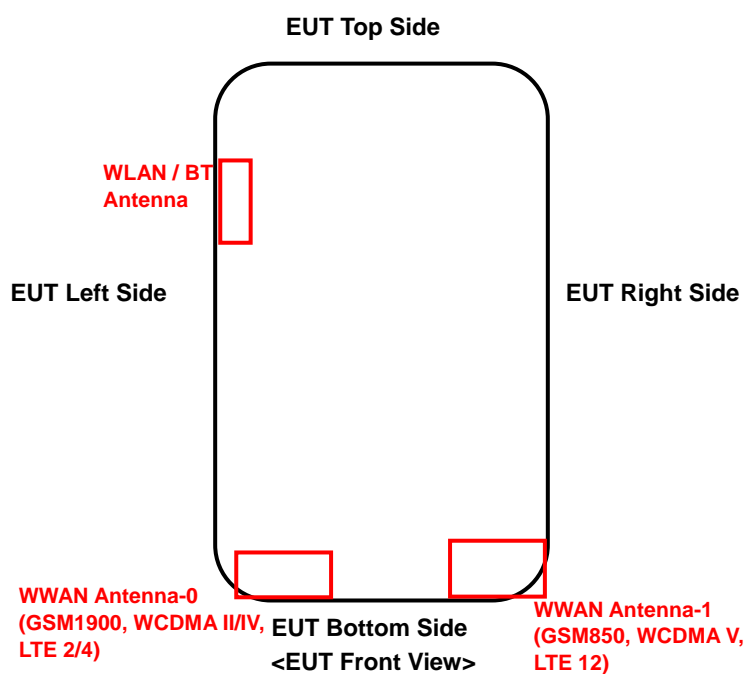 EUT Top Side
WLAN / BT
Antenna
EUT Left Side
EUT Right Side
WWAN Antenna-0
(GSM1900, WCDMA II/IV,
LTE 2/4)
EUT Bottom Side
<EUT Front View>
WWAN Antenna-1
(GSM850, WCDMA V,
LTE 12)